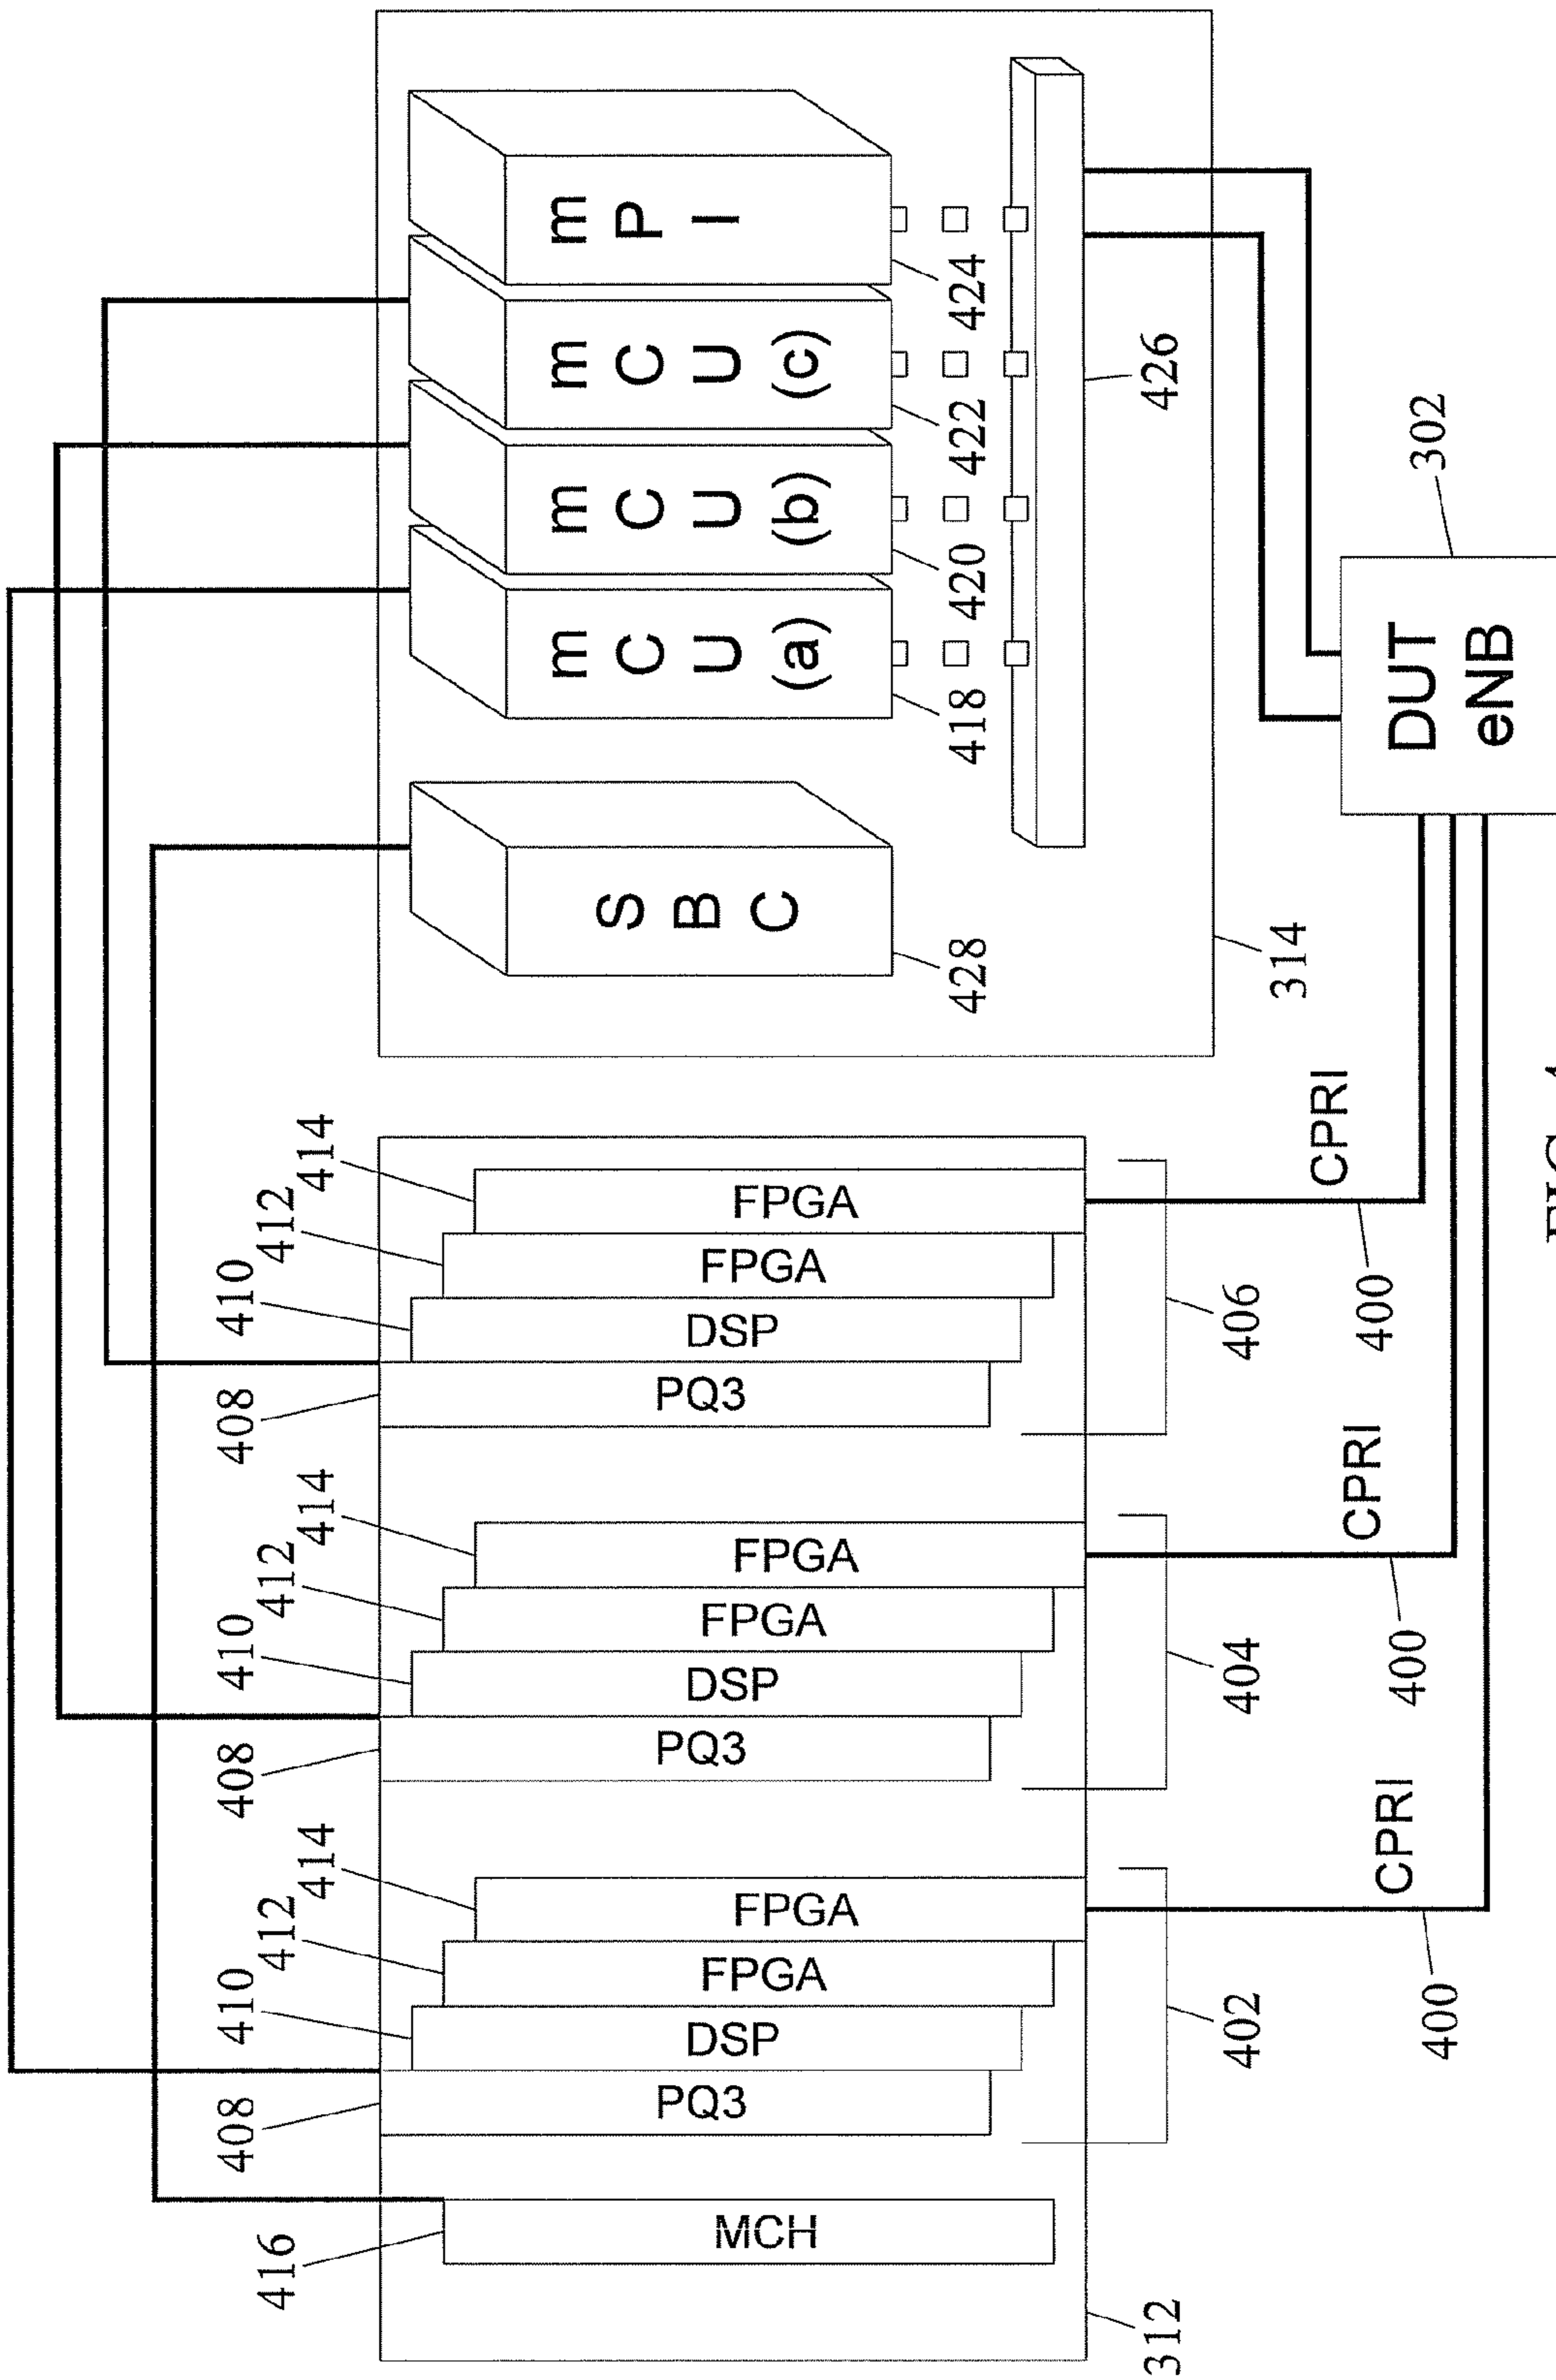 408
410
412
414
408
410
412
414
408
410
412
414
416
MCH
PQ3
DSP
FPGA
FPGA
PQ3
DSP
FPGA
FPGA
PQ3
DSP
FPGA
FPGA
S
B
C
m
C
U
(a)
m
C
U
(b)
m
C
U
(c)
m
P
I
428
418
420
422
424
312
426
402
404
406
314
CPRI
CPRI
CPRI
400
400
400
302
DUT
eNB
FIG. 4